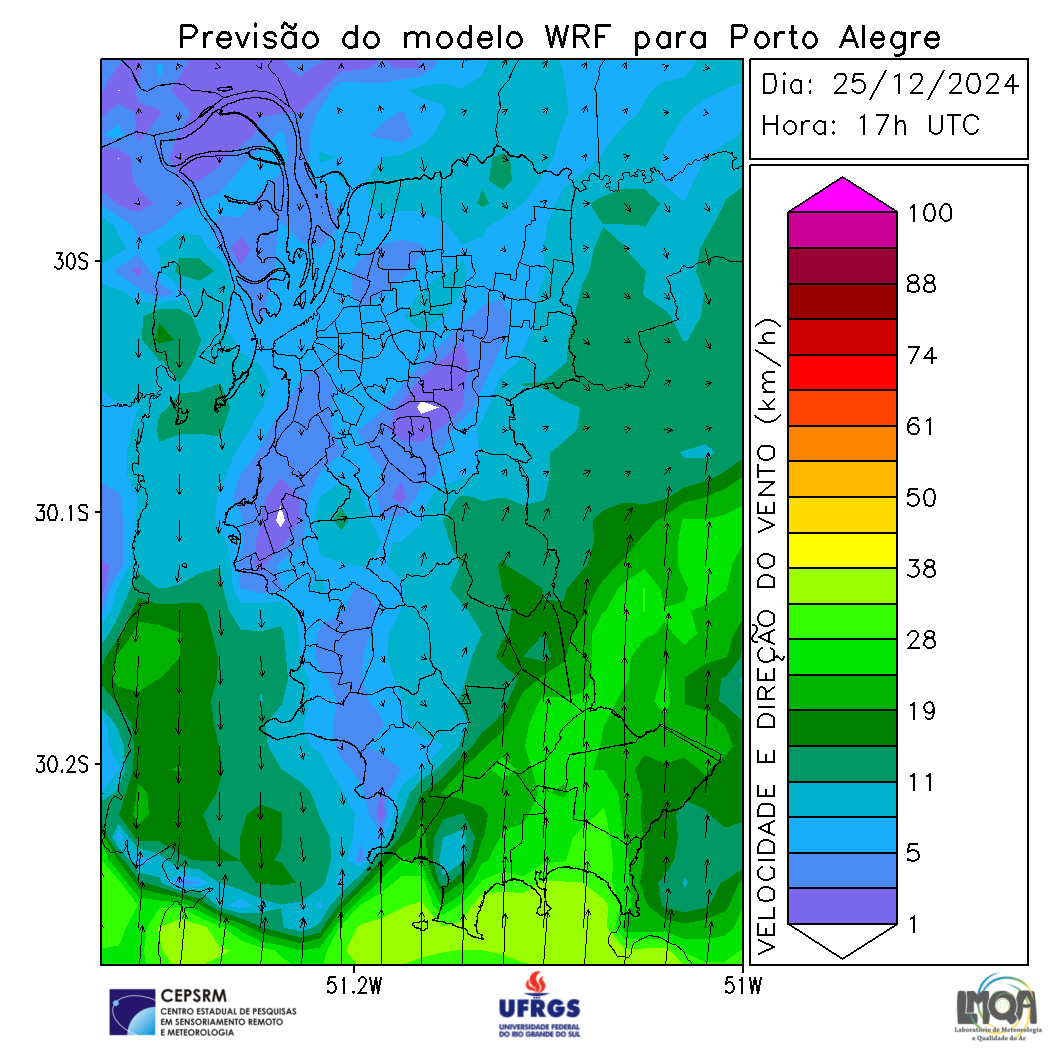 Previsão do modelo WRF para Porto Alegre
Dia: 25/12/2024
Hora: 17h UTC
30S
30.1S
30.2S
51.2W
51W
VELOCIDADE E DIREÇÃO DO VENTO (km/h)
100
88
74
61
50
38
28
19
11
5
1
CEPSRM
CENTRO ESTADUAL DE PESQUISAS
EM SENSORIAMENTO REMOTO
E METEOROLOGIA
UFRGS
UNIVERSIDADE FEDERAL
DO RIO GRANDE DO SUL
LMQA
Laboratório de Meteorologia
e Qualidade do Ar